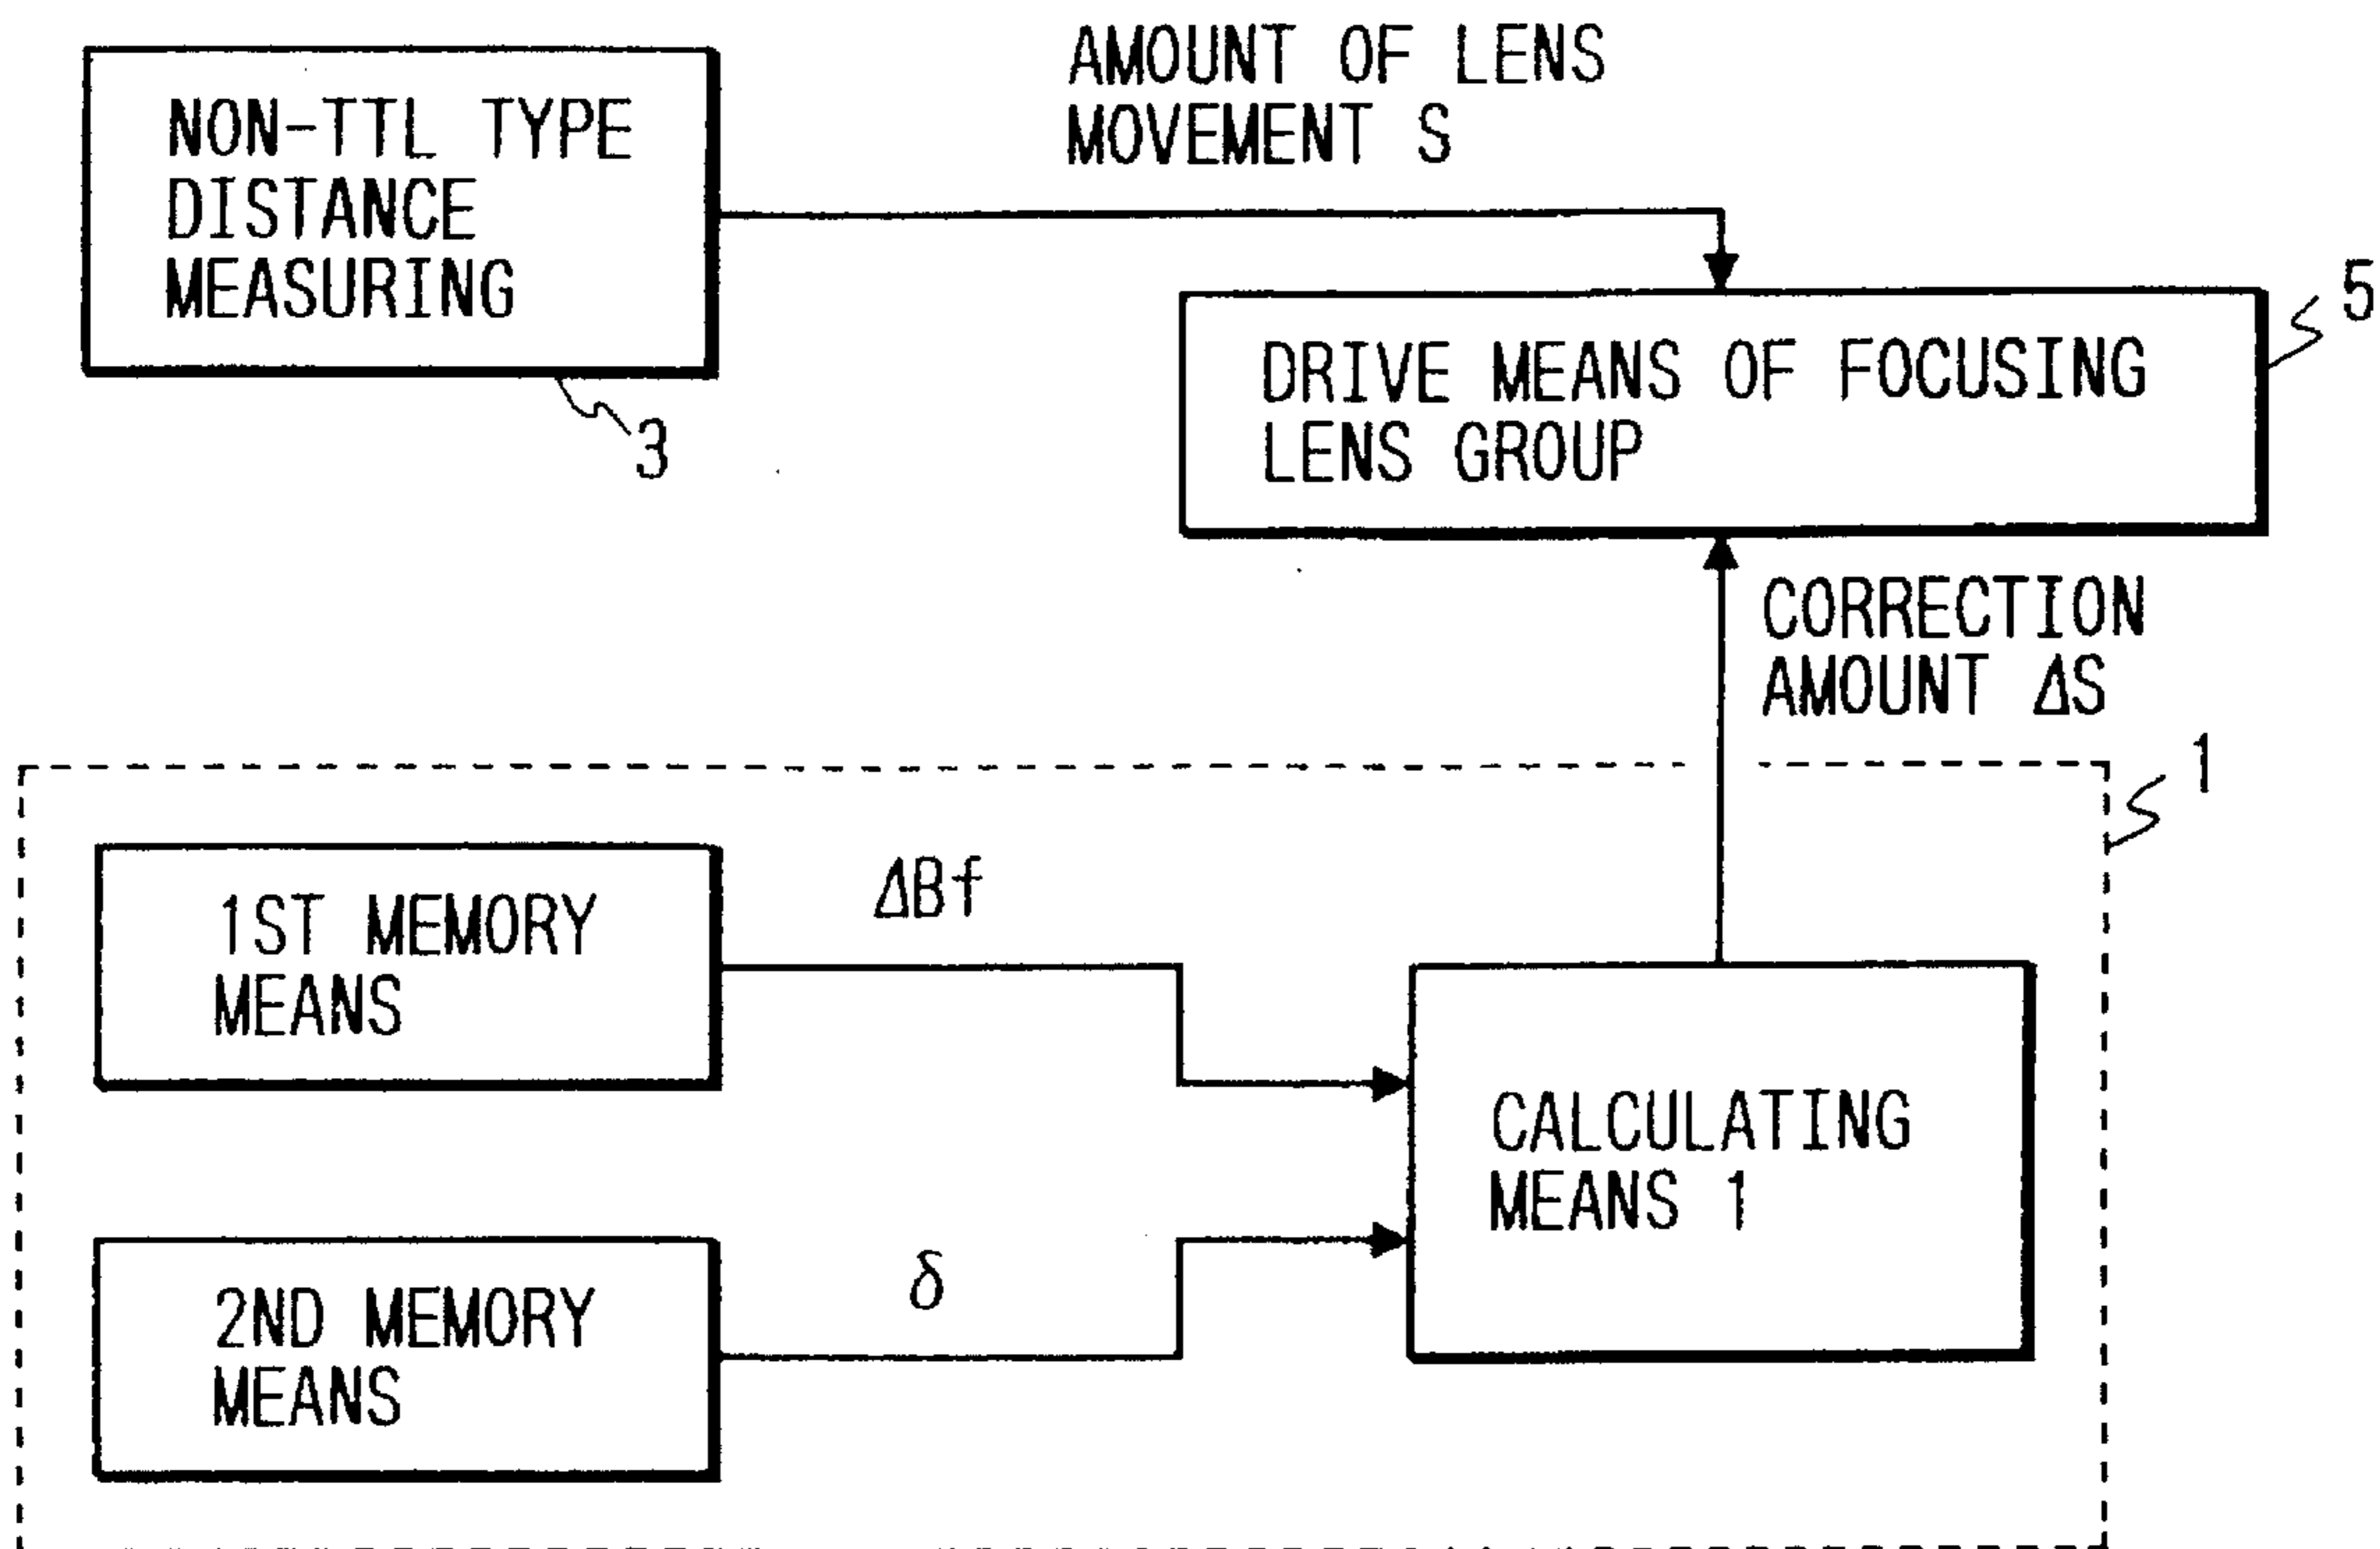 NON-TTL TYPE
DISTANCE
MEASURING
3
AMOUNT OF LENS
MOVEMENT S
DRIVE MEANS OF FOCUSING
LENS GROUP
5
CORRECTION
AMOUNT ΔS
1
1ST MEMORY
MEANS
ΔBf
CALCULATING
MEANS 1
2ND MEMORY
MEANS
δ